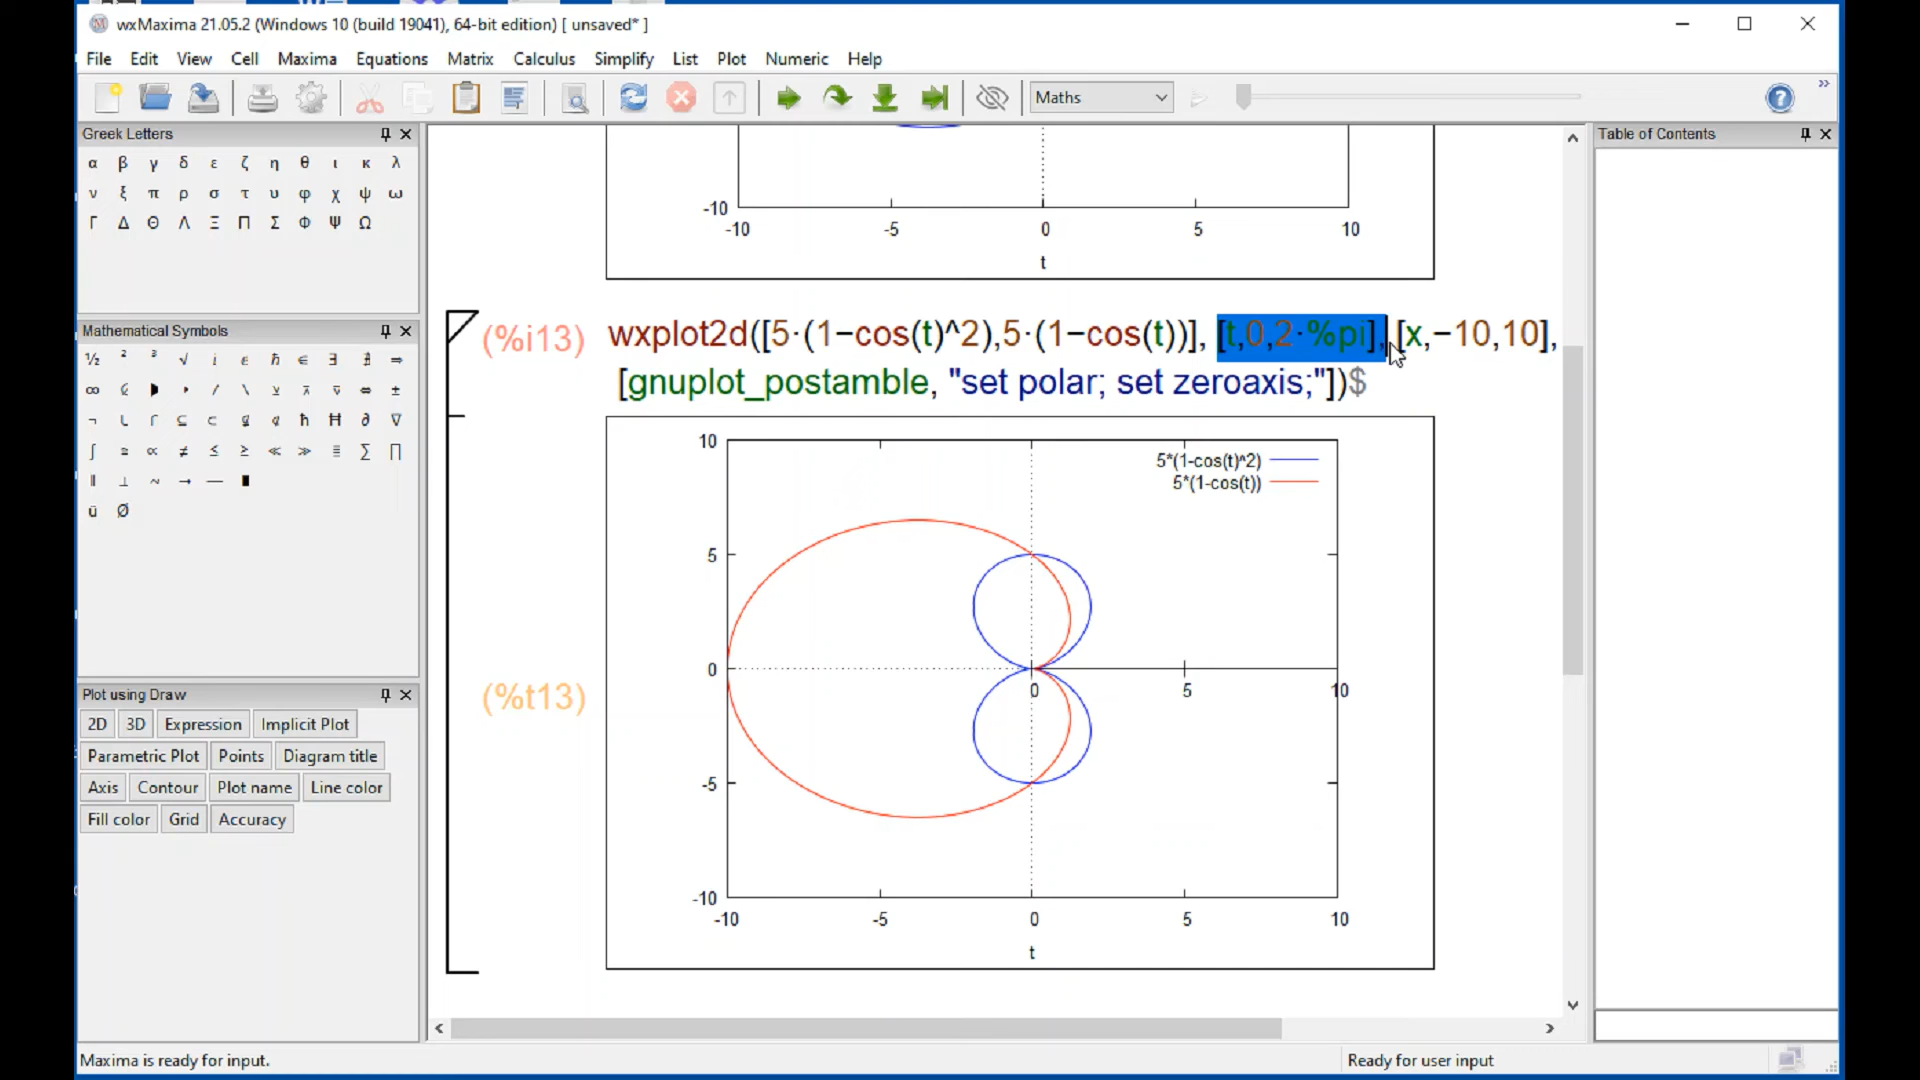 wxMaxima 21.05.2 (Windows 10 (build 19041), 64-bit edition) [ unsaved* ]
File Edit View Cell Maxima Equations Matrix Calculus Simplify List Plot Numeric Help
Maths
Greek Letters
α β γ δ ε ζ η θ ι κ λ
ν ξ π ρ σ τ υ φ χ ψ ω
Γ Δ Θ Λ Ξ Π Σ Φ Ψ Ω
Mathematical Symbols
½ ² ³ √ i e ħ ∈ ∃ ∄ ⇒
∞
¬ ⊆ ⊂ ħ Ħ ∂ ∇
∫ ≅ ∝ ≠ ≤ ≥ ≪ ≫ ≣ ∑ ∏
∥ ⊥ ~ → — ∎
ü Ø
Plot using Draw
2D 3D Expression Implicit Plot
Parametric Plot Points Diagram title
Axis Contour Plot name Line color
Fill color Grid Accuracy
-10
-10 -5 0 5 10
t
(%i13) wxplot2d([5·(1−cos(t)^2),5·(1−cos(t))], [t,0,2·%pi], [x,−10,10],
[gnuplot_postamble, "set polar; set zeroaxis;"])$
(%t13)
10
5*(1-cos(t)^2)
5*(1-cos(t))
5
0
0 5 10
-5
-10
-10 -5 0 5 10
t
Table of Contents
Maxima is ready for input.
Ready for user input